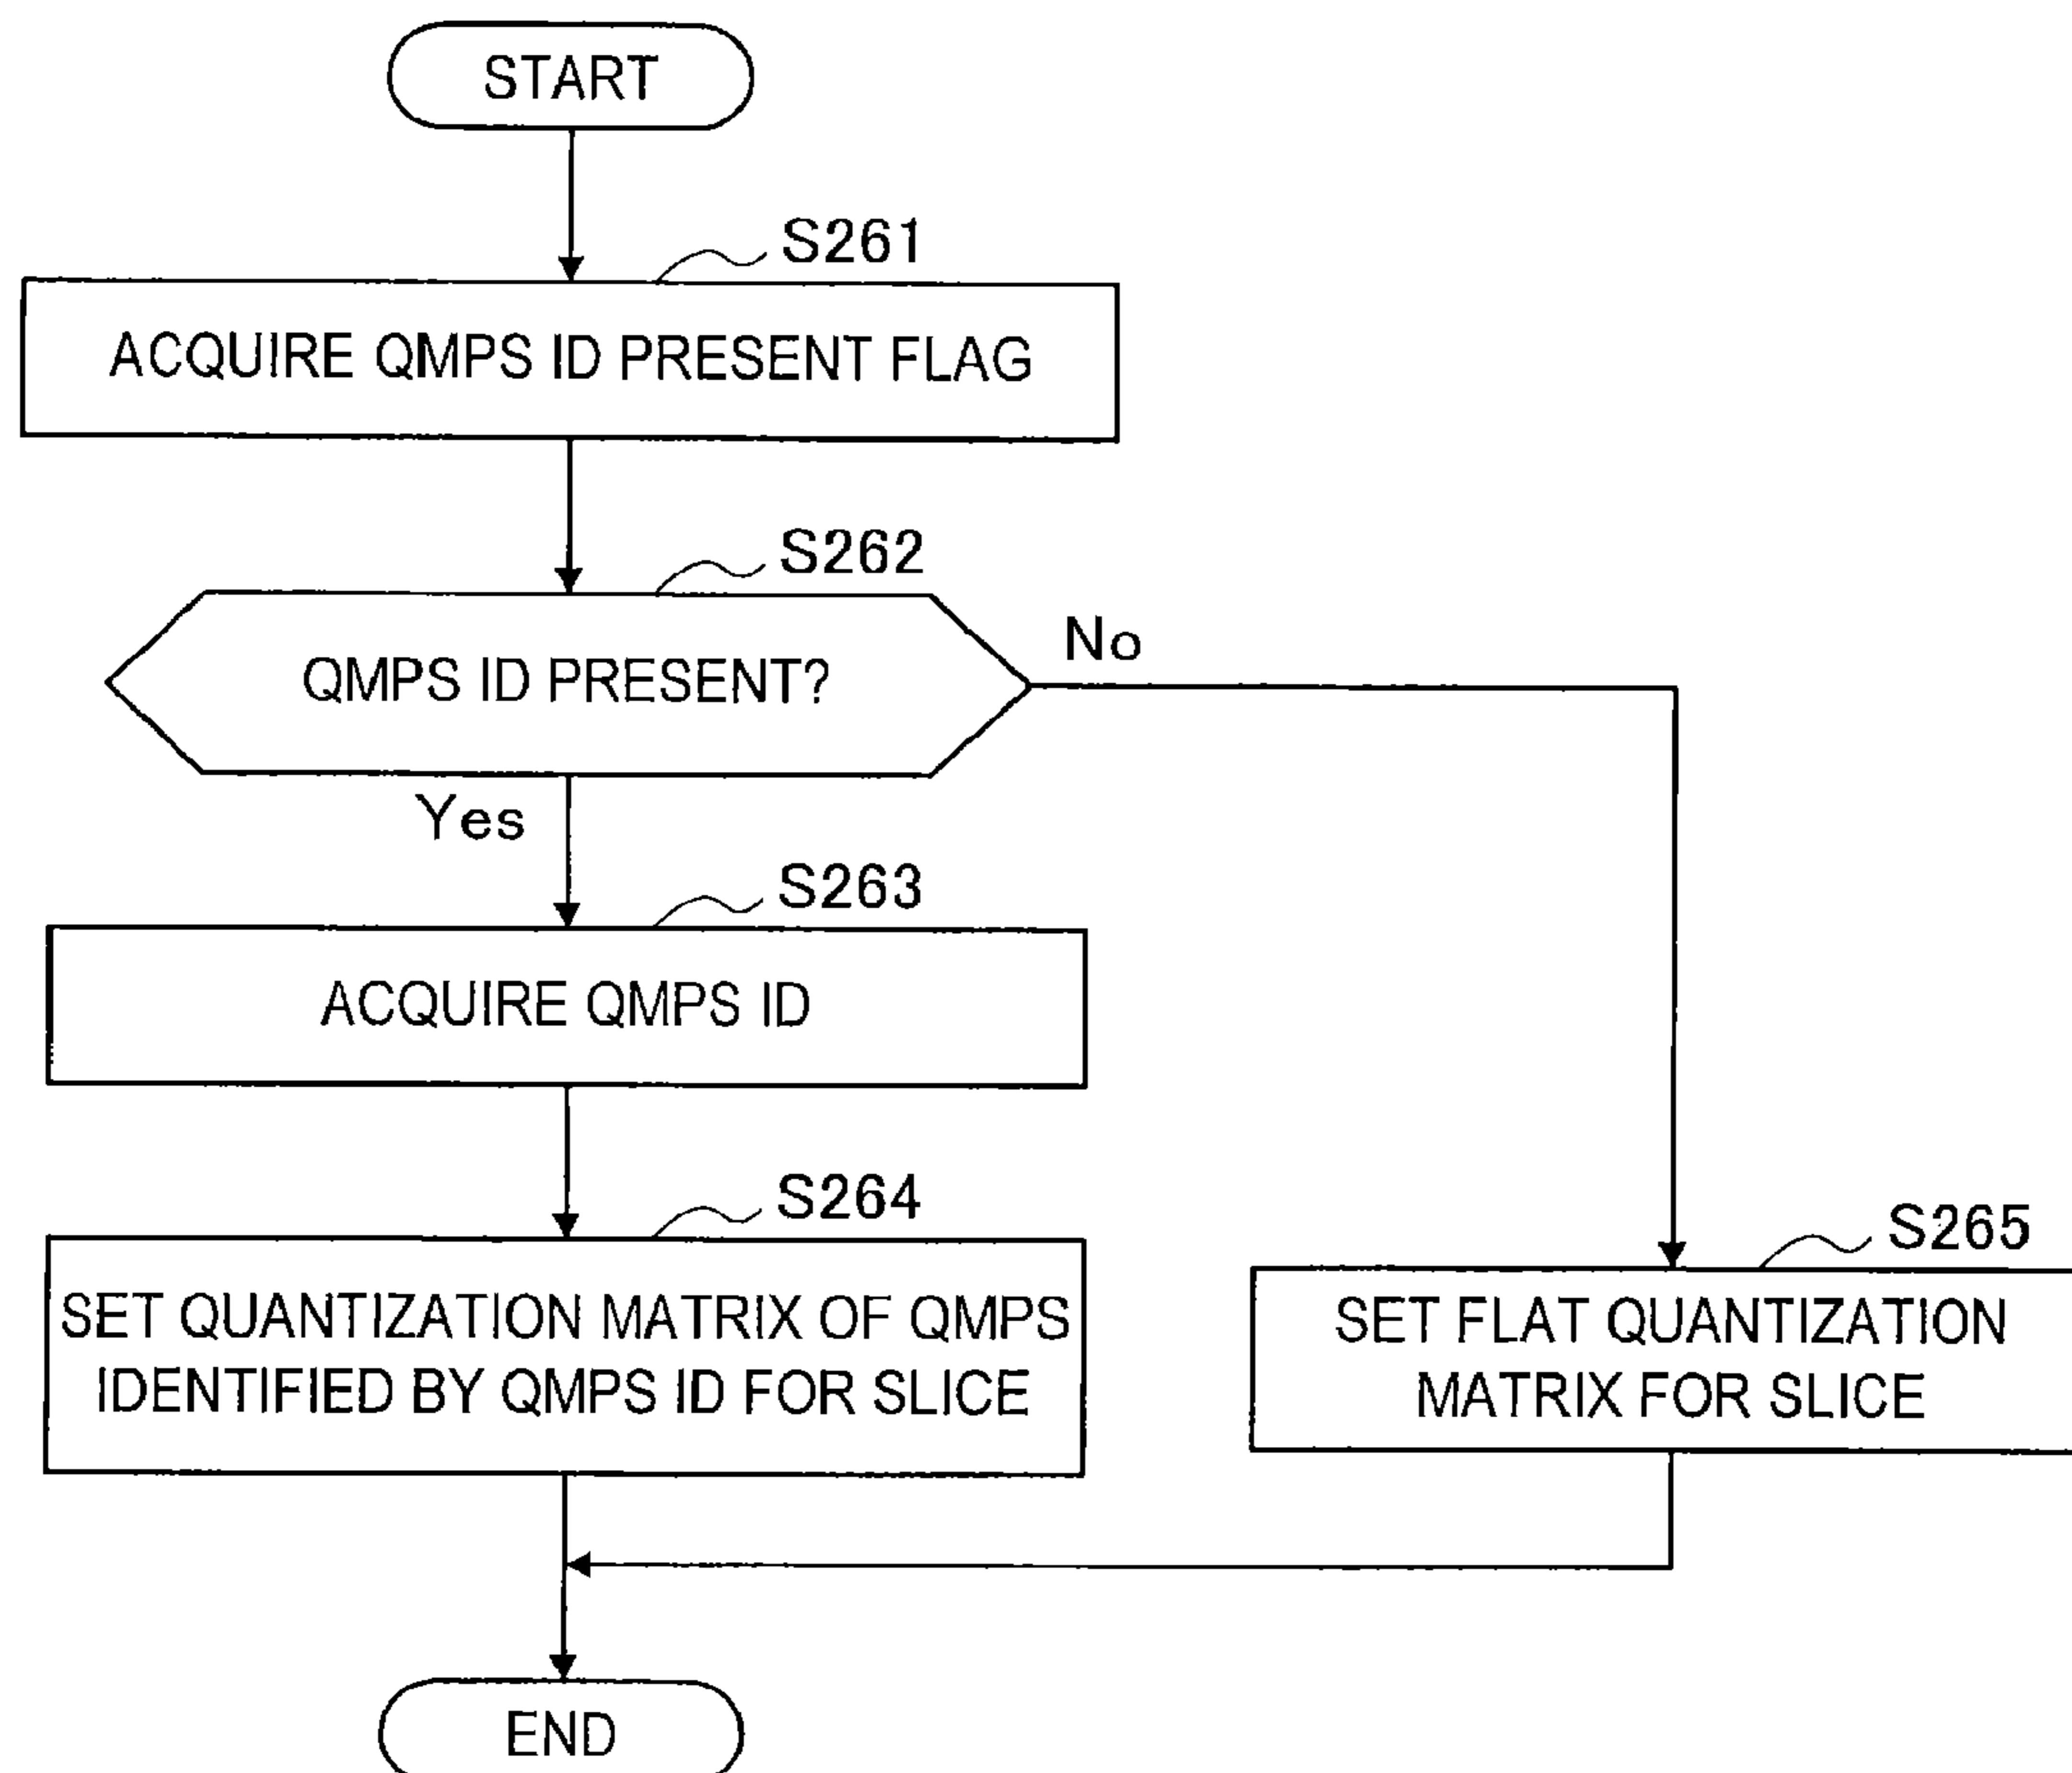 START
S261
ACQUIRE QMPS ID PRESENT FLAG
S262
QMPS ID PRESENT?
No
Yes
S263
ACQUIRE QMPS ID
S264
SET QUANTIZATION MATRIX OF QMPS
IDENTIFIED BY QMPS ID FOR SLICE
S265
SET FLAT QUANTIZATION
MATRIX FOR SLICE
END